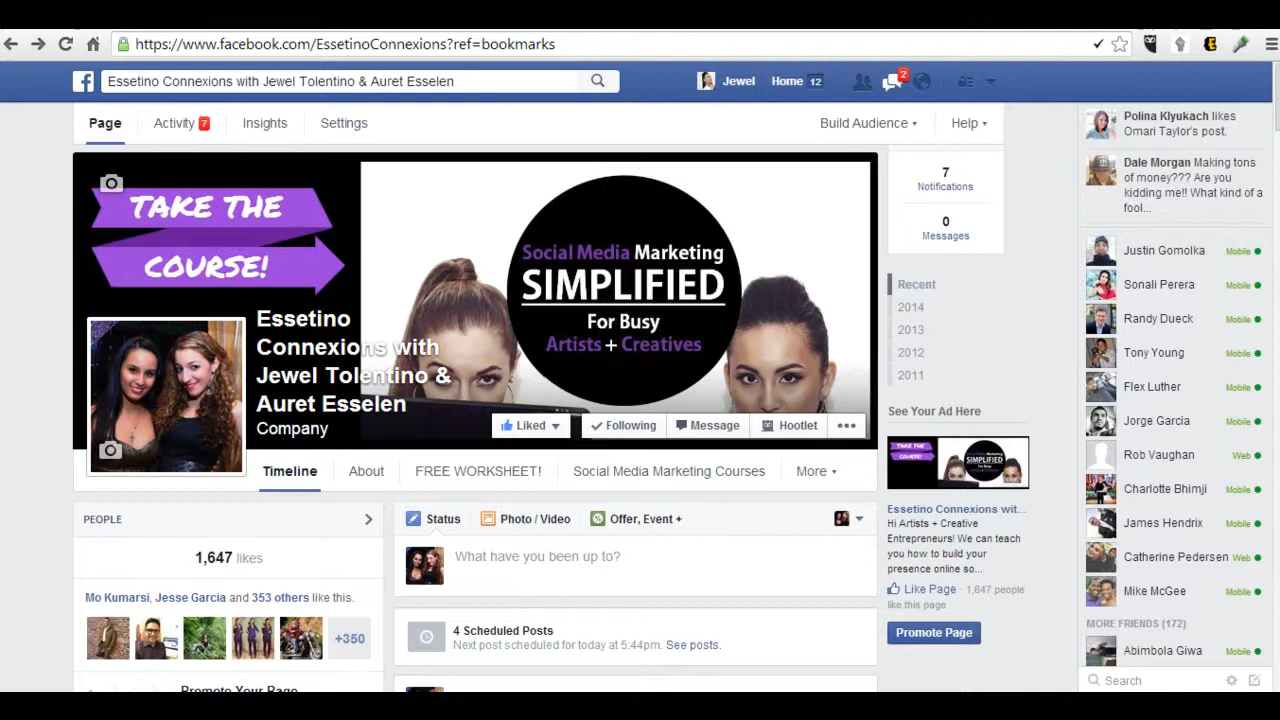 https://www.facebook.com/EssetinoConnexions?ref=bookmarks
Essetino Connexions with Jewel Tolentino & Auret Esselen
Jewel
Home 12
2
Page
Activity 7
Insights
Settings
Build Audience
Help
TAKE THE
COURSE!
Social Media Marketing
SIMPLIFIED
For Busy
Artists + Creatives
Essetino
Connexions with
Jewel Tolentino &
Auret Esselen
Company
Liked
Following
Message
Hootlet
Timeline
About
FREE WORKSHEET!
Social Media Marketing Courses
More
PEOPLE
1,647 likes
Mo Kumarsi, Jesse Garcia and 353 others like this.
+350
Promote Your Page
Status
Photo / Video
Offer, Event +
What have you been up to?
4 Scheduled Posts
Next post scheduled for today at 5:44pm. See posts.
7
Notifications
0
Messages
Recent
2014
2013
2012
2011
See Your Ad Here
TAKE THE
COURSE!
SIMPLIFIED
Essetino Connexions wit...
Hi Artists + Creative
Entrepreneurs! We can teach
you how to build your
presence online so...
Like Page · 1,647 people
like this page
Promote Page
Polina Klyukach likes
Omari Taylor's post.
Dale Morgan Making tons
of money??? Are you
kidding me!! What kind of a
fool...
Justin Gomolka Mobile
Sonali Perera Mobile
Randy Dueck Mobile
Tony Young Mobile
Flex Luther Mobile
Jorge Garcia Mobile
Rob Vaughan Web
Charlotte Bhimji Mobile
James Hendrix Mobile
Catherine Pedersen Web
Mike McGee Mobile
MORE FRIENDS (172)
Abimbola Giwa Mobile
Search